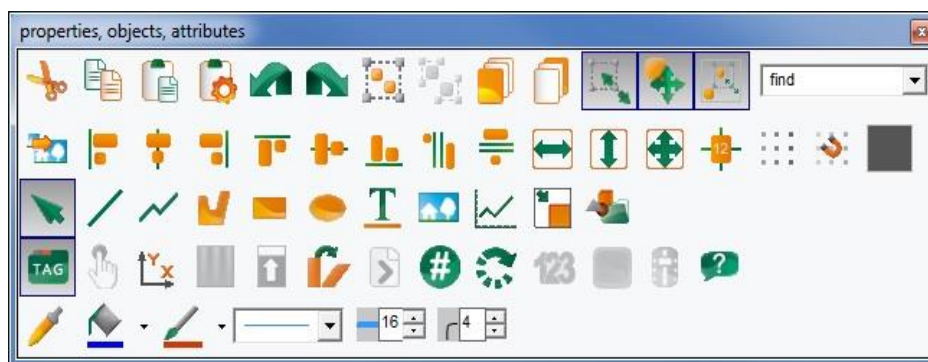 properties, objects, attributes
find
12
T
TAG
Y X
#
123
?
16
4